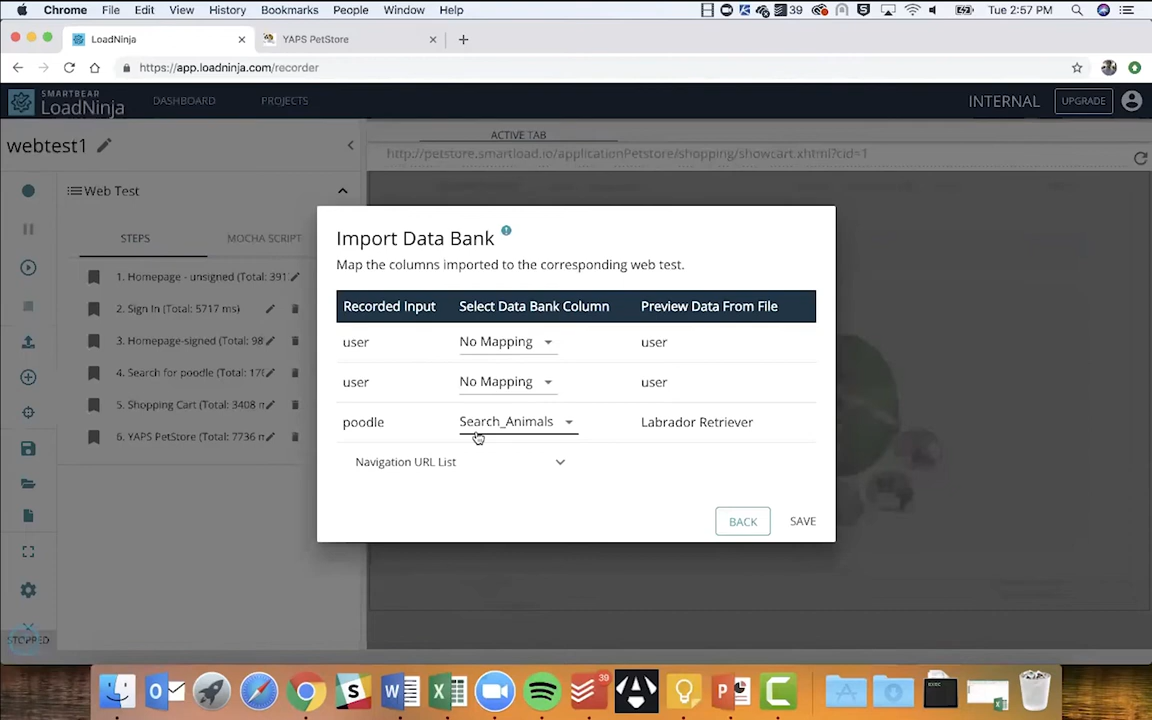 Chrome File Edit View History Bookmarks People Window Help 39 Tue 2:57 PM
LoadNinja YAPS PetStore
https://app.loadninja.com/recorder
SMARTBEAR
LoadNinja DASHBOARD PROJECTS INTERNAL UPGRADE
webtest1
ACTIVE TAB
http://petstore.smartload.io/applicationPetstore/shopping/showcart.xhtml?cid=1
Web Test
STEPS MOCHA SCRIPT
1. Homepage - unsigned (Total: 391
2. Sign In (Total: 5717 ms)
3. Homepage-signed (Total: 98
4. Search for poodle (Total: 17
5. Shopping Cart (Total: 3408 m
6. YAPS PetStore (Total: 7736 m
STOPPED
Import Data Bank
Map the columns imported to the corresponding web test.
Recorded Input Select Data Bank Column Preview Data From File
user No Mapping user
user No Mapping user
poodle Search_Animals Labrador Retriever
Navigation URL List
BACK SAVE
39